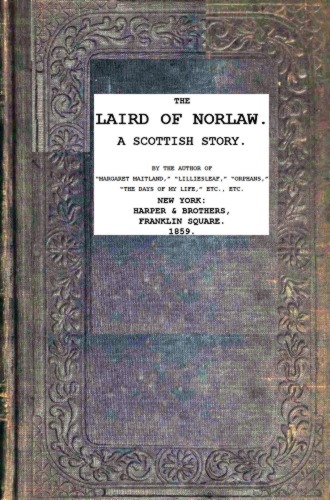 THE
LAIRD OF NORLAW.
A SCOTTISH STORY.
BY THE AUTHOR OF
"MARGARET MAITLAND," "LILLIESLEAF," "ORPHANS,"
"THE DAYS OF MY LIFE," ETC., ETC.
NEW YORK:
HARPER & BROTHERS,
FRANKLIN SQUARE.
1859.